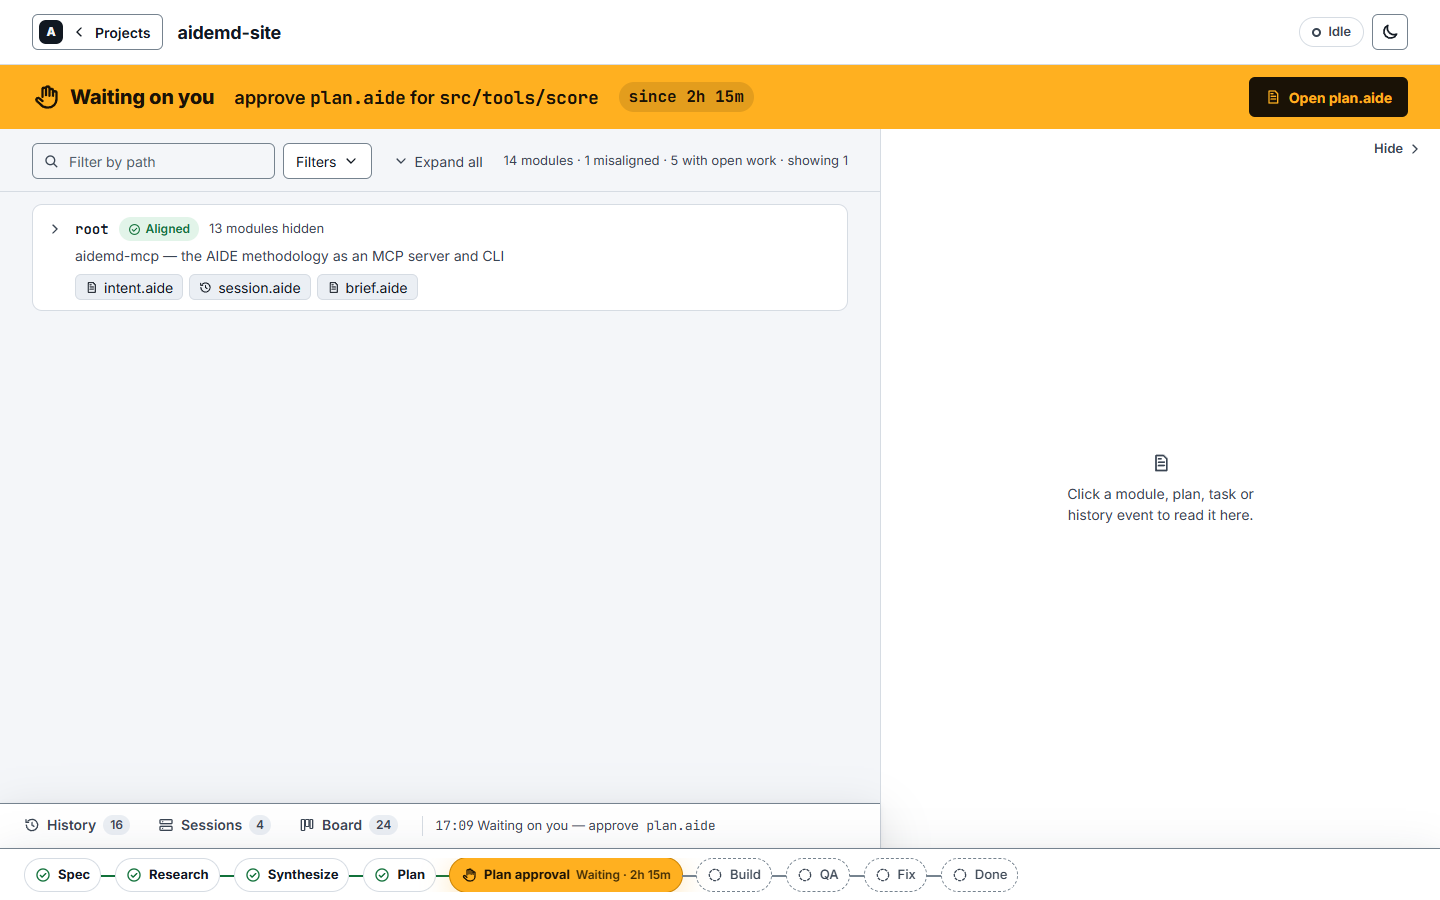 A Projects aidemd-site Idle
Waiting on you approve plan.aide for src/tools/score since 2h 15m Open plan.aide
Filter by path Filters Expand all 14 modules · 1 misaligned · 5 with open work · showing 1
Hide
root Aligned 13 modules hidden
aidemd-mcp — the AIDE methodology as an MCP server and CLI
intent.aide session.aide brief.aide
Click a module, plan, task or
history event to read it here.
History 16 Sessions 4 Board 24 17:09 Waiting on you — approve plan.aide
Spec Research Synthesize Plan Plan approval Waiting · 2h 15m Build QA Fix Done